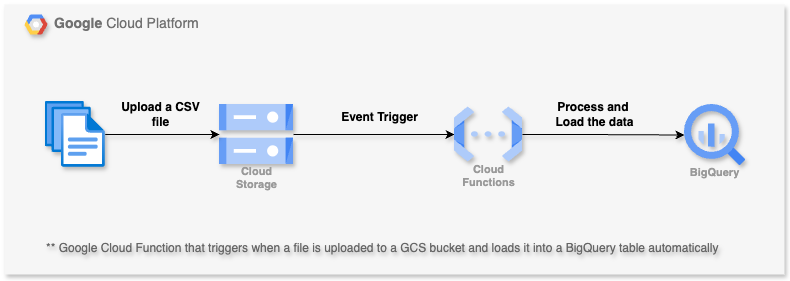 Google Cloud Platform
Upload a CSV
file
Event Trigger
Process and
Load the data
Cloud
Storage
Cloud
Functions
BigQuery
** Google Cloud Function that triggers when a file is uploaded to a GCS bucket and loads it into a BigQuery table automatically